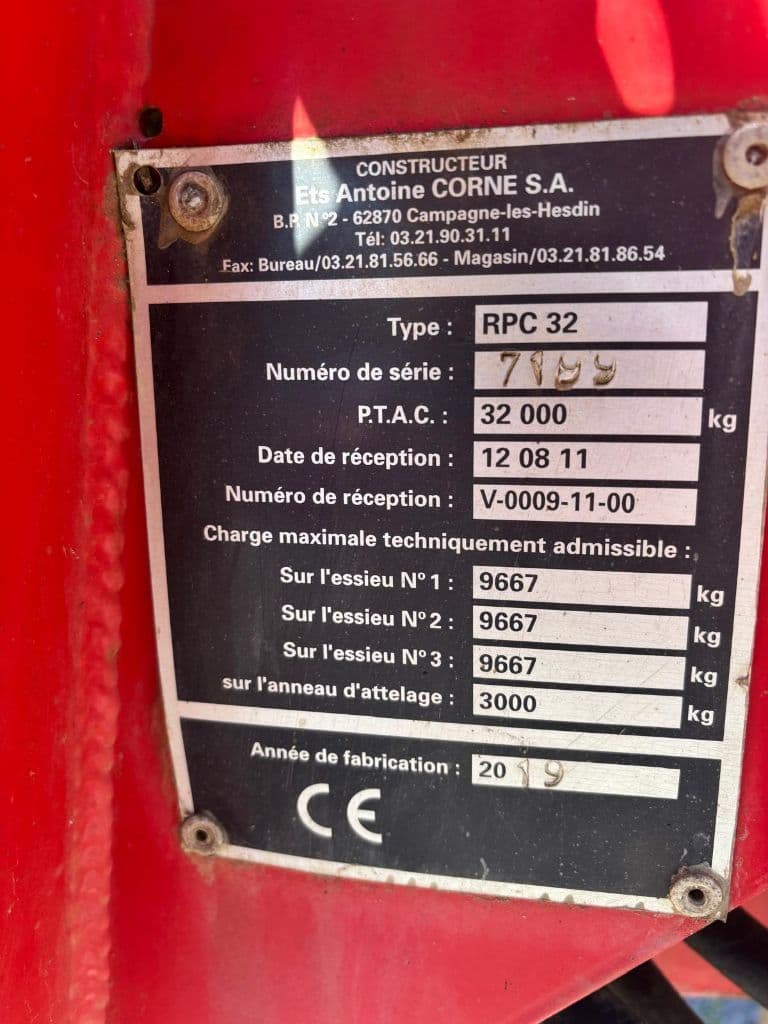 CONSTRUCTEUR
Ets Antoine CORNE S.A.
B.P. N°2 - 62870 Campagne-les-Hesdin
Tél: 03.21.90.31.11
Fax: Bureau/03.21.81.56.66 - Magasin/03.21.81.86.54
Type : RPC 32
Numéro de série :
P.T.A.C. : 32 000 kg
Date de réception : 12 08 11
Numéro de réception : V-0009-11-00
Charge maximale techniquement admissible :
Sur l'essieu N° 1 : 9667 kg
Sur l'essieu N° 2 : 9667 kg
Sur l'essieu N° 3 : 9667 kg
sur l'anneau d'attelage : 3000 kg
Année de fabrication : 20 19
CE